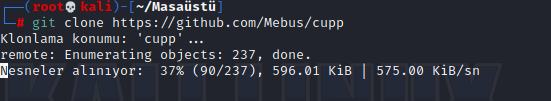 ┌──(root💀kali)-[~/Masaüstü]
└─# git clone https://github.com/Mebus/cupp
Klonlama konumu: 'cupp'...
remote: Enumerating objects: 237, done.
Nesneler alınıyor:  37% (90/237), 596.01 KiB | 575.00 KiB/sn